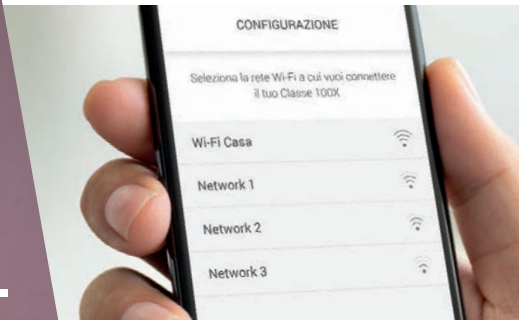 CONFIGURAZIONE
Seleziona la rete Wi-Fi a cui vuoi connettere
il tuo Classe 100X
Wi-Fi Casa
Network 1
Network 2
Network 3